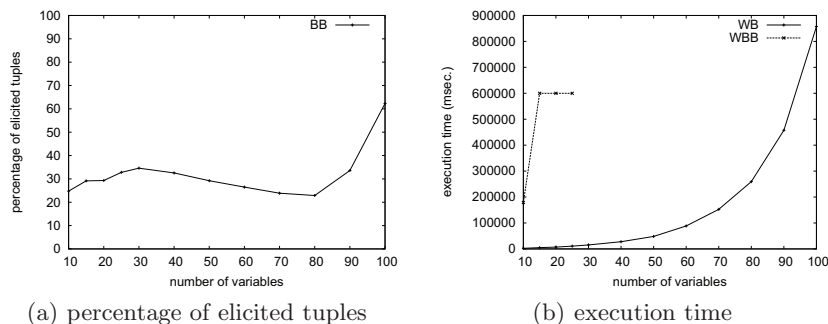 100
90
80
70
60
50
40
30
20
10
0
BB
percentage of elicited tuples
10 20 30 40 50 60 70 80 90 100
number of variables
(a) percentage of elicited tuples
900000
800000
700000
600000
500000
400000
300000
200000
100000
0
WB
WBB
execution time (msec.)
10 20 30 40 50 60 70 80 90 100
number of variables
(b) execution time